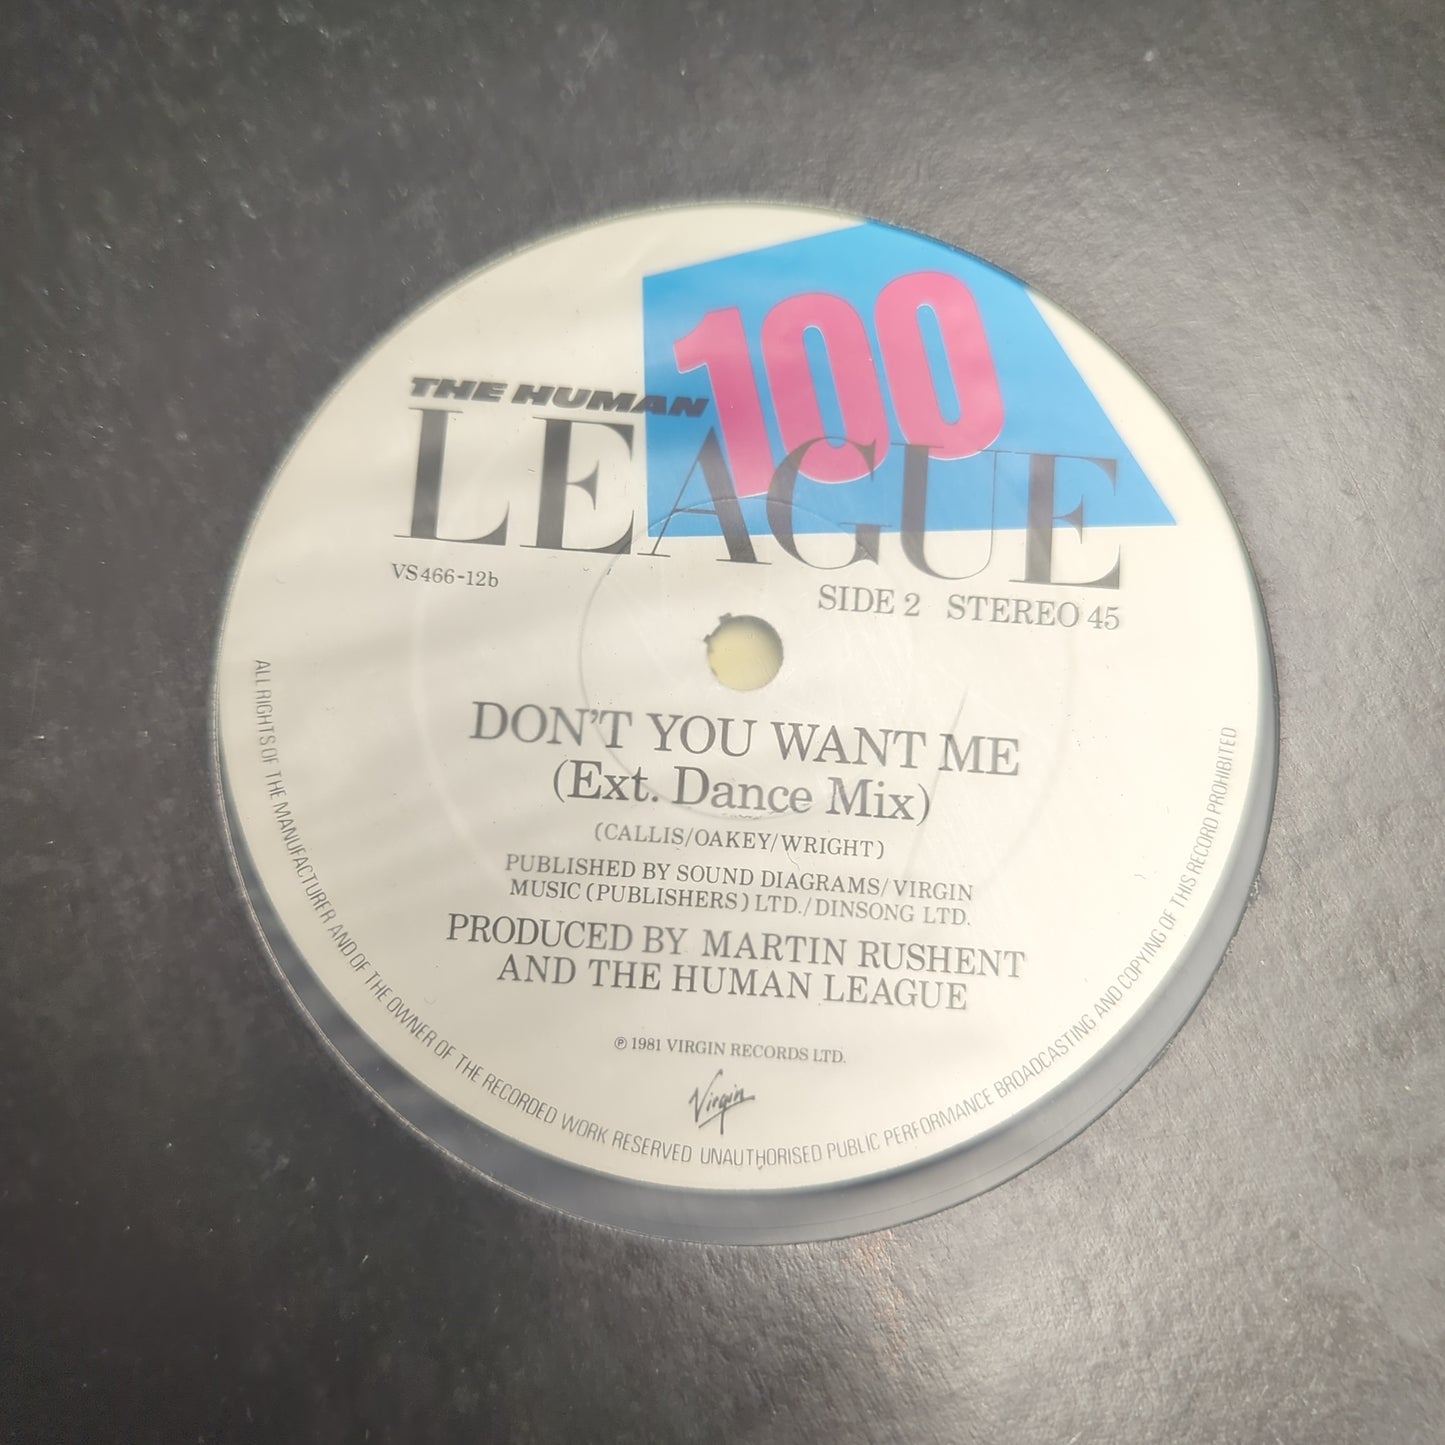 100
THE HUMAN
LEAGUE
VS466-12b
SIDE 2 STEREO 45
DON'T YOU WANT ME
(Ext. Dance Mix)
(CALLIS/OAKEY/WRIGHT)
PUBLISHED BY SOUND DIAGRAMS/VIRGIN
MUSIC (PUBLISHERS) LTD./DINSONG LTD.
PRODUCED BY MARTIN RUSHENT
AND THE HUMAN LEAGUE
℗ 1981 VIRGIN RECORDS LTD.
Virgin
ALL RIGHTS OF THE MANUFACTURER AND OF THE OWNER OF THE RECORDED WORK RESERVED UNAUTHORISED PUBLIC PERFORMANCE BROADCASTING AND COPYING OF THIS RECORD PROHIBITED